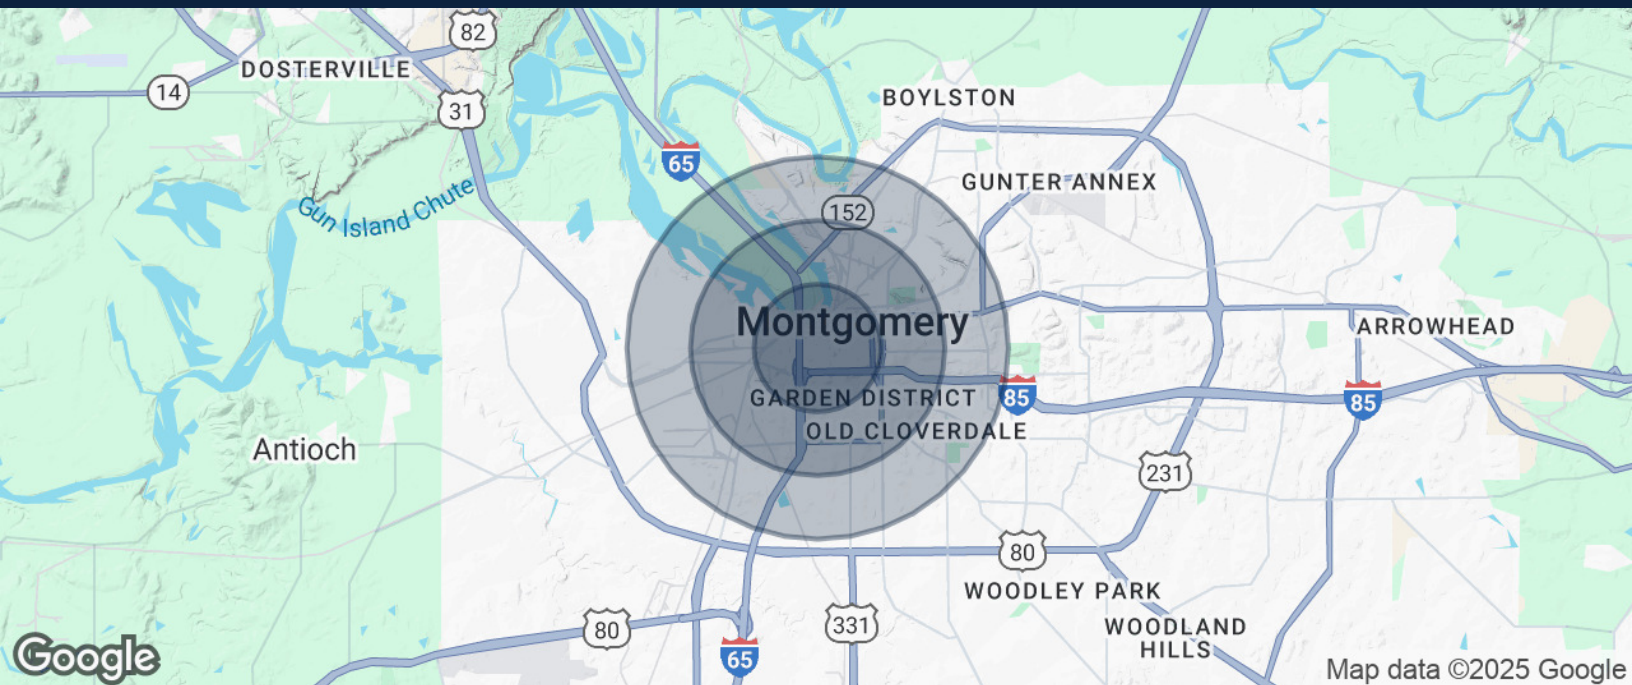 82
DOSTERVILLE
14
31
BOYLSTON
65
GUNTER ANNEX
Gun Island Chute
152
Montgomery
ARROWHEAD
GARDEN DISTRICT
85
85
OLD CLOVERDALE
Antioch
231
80
WOODLEY PARK
80
331
WOODLAND
HILLS
65
Google
Map data ©2025 Google